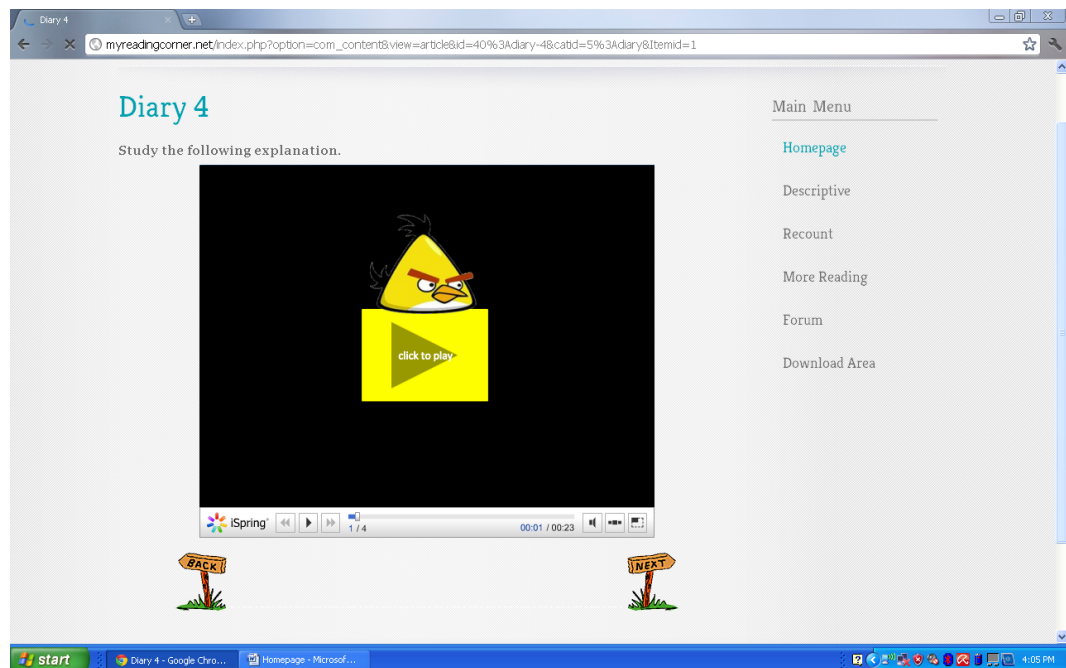 Diary 4
myreadingcorner.net/index.php?option=com_content&view=article&id=40%3Adiary-4&catid=5%3Adiary&Itemid=1
Diary 4
Study the following explanation.
click to play
iSpring
1 / 4
00:01 / 00:23
BACK
NEXT
Main Menu
Homepage
Descriptive
Recount
More Reading
Forum
Download Area
start
Diary 4 - Google Chro...
Homepage - Microsof...
4:05 PM